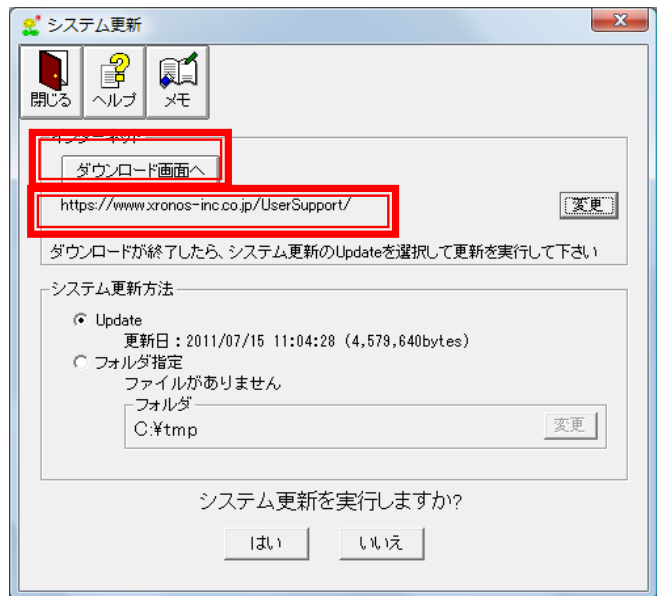 システム更新
閉じる ヘルプ メモ
インターネット
ダウンロード画面へ
https://www.xronos-inc.co.jp/UserSupport/ 変更
ダウンロードが終了したら、システム更新のUpdateを選択して更新を実行して下さい
システム更新方法
Update
更新日：2011/07/15 11:04:28 (4,579,640bytes)
フォルダ指定
ファイルがありません
フォルダ
C:¥tmp 変更
システム更新を実行しますか?
はい いいえ